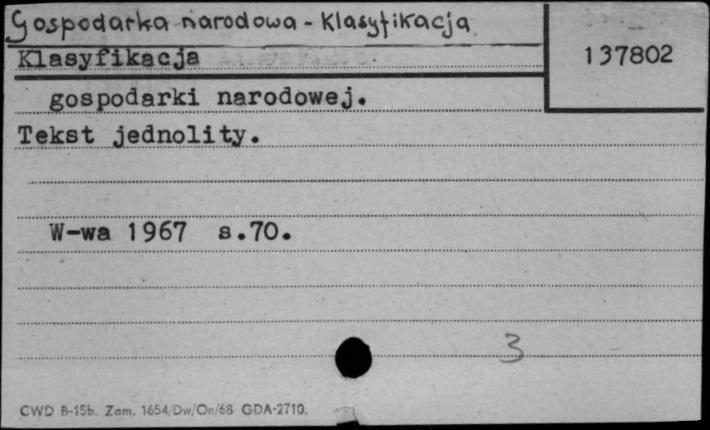 Gospodarka narodowa - Klasyfikacja
137802
Klasyfikacja
gospodarki narodowej.
Tekst jednolity.
W-wa 1967 s.70.
3
CWD B-15b. Zam. 1654/Dw/On/68 GDA-2710.